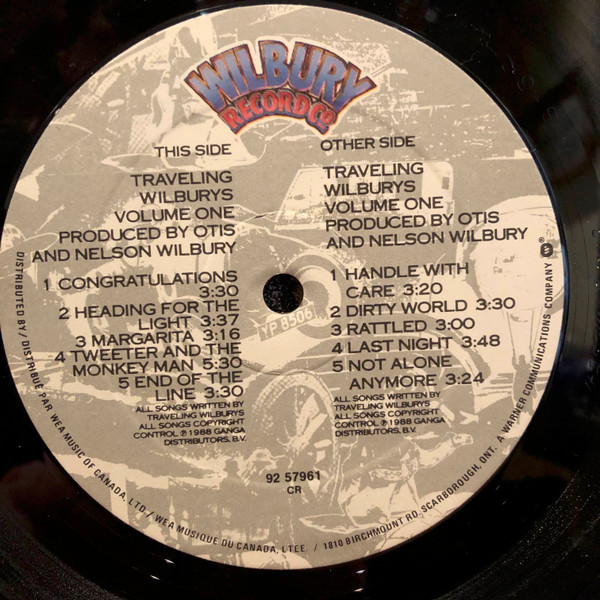 WILBURY
RECORD CO.
THIS SIDE
TRAVELING
WILBURYS
VOLUME ONE
PRODUCED BY OTIS
AND NELSON WILBURY
1 CONGRATULATIONS
3:30
2 HEADING FOR THE
LIGHT 3:37
3 MARGARITA 3:16
4 TWEETER AND THE
MONKEY MAN 5:30
5 END OF THE
LINE 3:30
ALL SONGS WRITTEN BY
TRAVELING WILBURYS
ALL SONGS COPYRIGHT
CONTROL ℗ 1988 GANGA
DISTRIBUTORS, B.V.
OTHER SIDE
TRAVELING
WILBURYS
VOLUME ONE
PRODUCED BY OTIS
AND NELSON WILBURY
1 HANDLE WITH
CARE 3:20
2 DIRTY WORLD 3:30
3 RATTLED 3:00
4 LAST NIGHT 3:48
5 NOT ALONE
ANYMORE 3:24
ALL SONGS WRITTEN BY
TRAVELING WILBURYS
ALL SONGS COPYRIGHT
CONTROL ℗ 1988 GANGA
DISTRIBUTORS, B.V.
YP 8506
92 57961
CR
DISTRIBUTED BY / DISTRIBUÉ PAR WEA MUSIC OF CANADA, LTD / WEA MUSIQUE DU CANADA, LTEE. / 1810 BIRCHMOUNT RD, SCARBOROUGH, ONT. A WARNER COMMUNICATIONS COMPANY ®